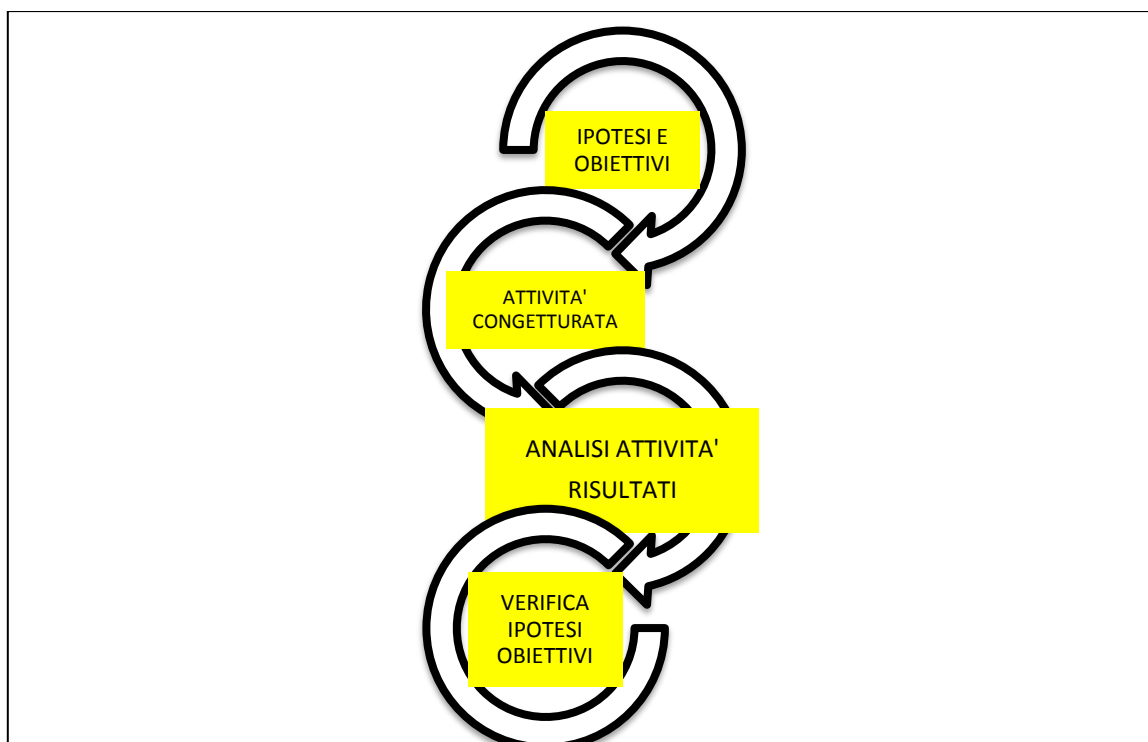 IPOTESI E
OBIETTIVI
ATTIVITA'
CONGETTURATA
ANALISI ATTIVITA'
RISULTATI
VERIFICA
IPOTESI
OBIETTIVI